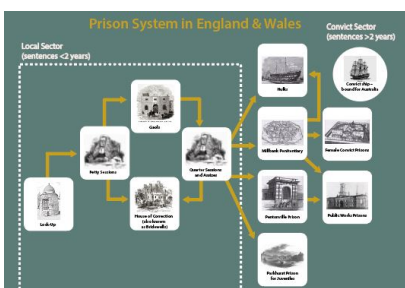 Prison System in England & Wales
Local Sector
(sentences <2 years)
Convict Sector
(sentences >2 years)
Gaols
Hulks
Convict ship –
bound for Australia
Petty Sessions
Quarter Sessions
and Assizes
Millbank Penitentiary
Female Convict Prisons
Lock-Up
House of Correction
(also known
as Bridewells)
Pentonville Prison
Public Works Prisons
Parkhurst Prison
for Juveniles